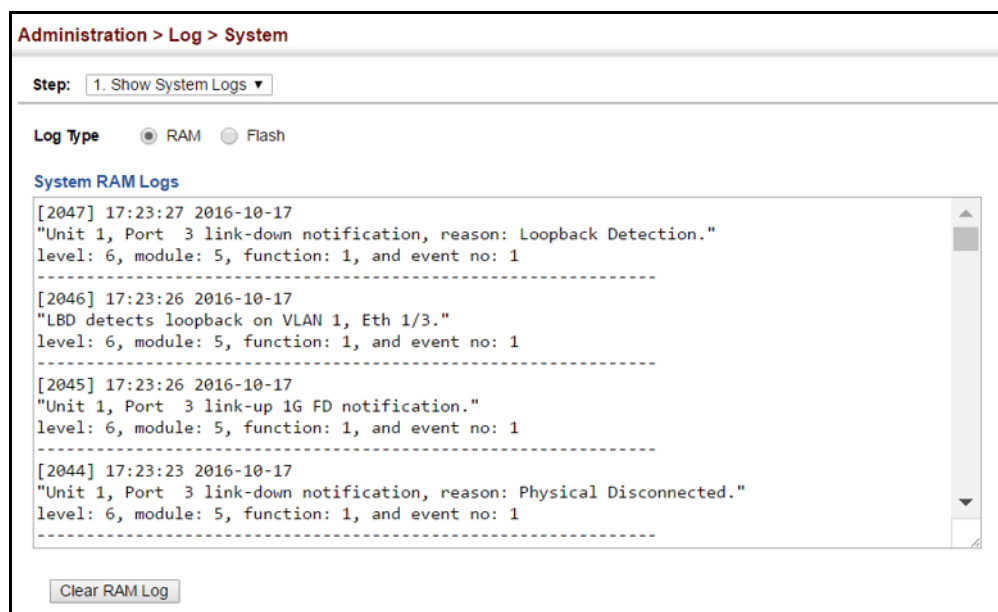 Administration > Log > System
Step: 1. Show System Logs ▼
Log Type RAM Flash
System RAM Logs
[2047] 17:23:27 2016-10-17
"Unit 1, Port  3 link-down notification, reason: Loopback Detection."
level: 6, module: 5, function: 1, and event no: 1
---------------------------------------------------------------
[2046] 17:23:26 2016-10-17
"LBD detects loopback on VLAN 1, Eth 1/3."
level: 6, module: 5, function: 1, and event no: 1
---------------------------------------------------------------
[2045] 17:23:26 2016-10-17
"Unit 1, Port  3 link-up 1G FD notification."
level: 6, module: 5, function: 1, and event no: 1
---------------------------------------------------------------
[2044] 17:23:23 2016-10-17
"Unit 1, Port  3 link-down notification, reason: Physical Disconnected."
level: 6, module: 5, function: 1, and event no: 1
---------------------------------------------------------------
Clear RAM Log